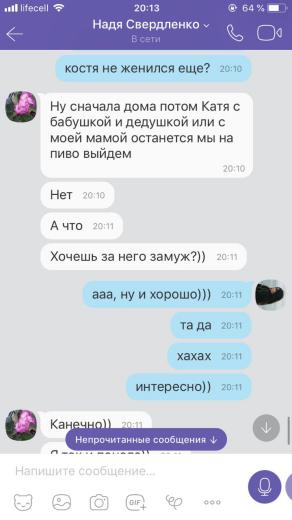 lifecell 20:13 64 %
Надя Свердленко
В сети
костя не женился еще? 20:10
Ну сначала дома потом Катя с
бабушкой и дедушкой или с
моей мамой останется мы на
пиво выйдем
20:10
Нет 20:10
А что 20:11
Хочешь за него замуж?)) 20:11
ааа, ну и хорошо))) 20:11
та да 20:11
хахах 20:11
интересно)) 20:11
Канечно)) 20:11
Непрочитанные сообщения ↓
Напишите сообщение...
GIF